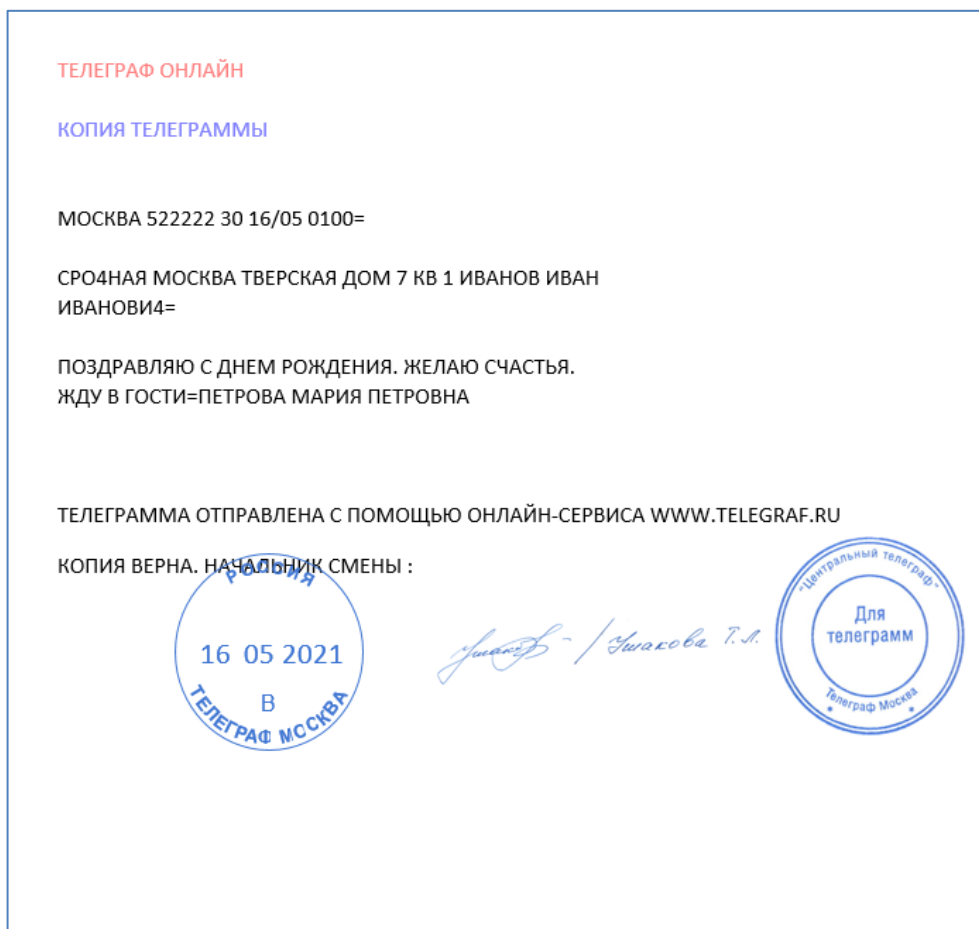 ТЕЛЕГРАФ ОНЛАЙН
КОПИЯ ТЕЛЕГРАММЫ
МОСКВА 522222 30 16/05 0100=
СРО4НАЯ МОСКВА ТВЕРСКАЯ ДОМ 7 КВ 1 ИВАНОВ ИВАН
ИВАНОВИ4=
ПОЗДРАВЛЯЮ С ДНЕМ РОЖДЕНИЯ. ЖЕЛАЮ СЧАСТЬЯ.
ЖДУ В ГОСТИ=ПЕТРОВА МАРИЯ ПЕТРОВНА
ТЕЛЕГРАММА ОТПРАВЛЕНА С ПОМОЩЬЮ ОНЛАЙН-СЕРВИСА WWW.TELEGRAF.RU
КОПИЯ ВЕРНА. НАЧАЛЬНИК СМЕНЫ :
РОССИЯ
16 05 2021
В
ТЕЛЕГРАФ МОСКВА
/ Ушакова Т.Л.
"Центральный телеграф"
Для
телеграмм
Телеграф Москва